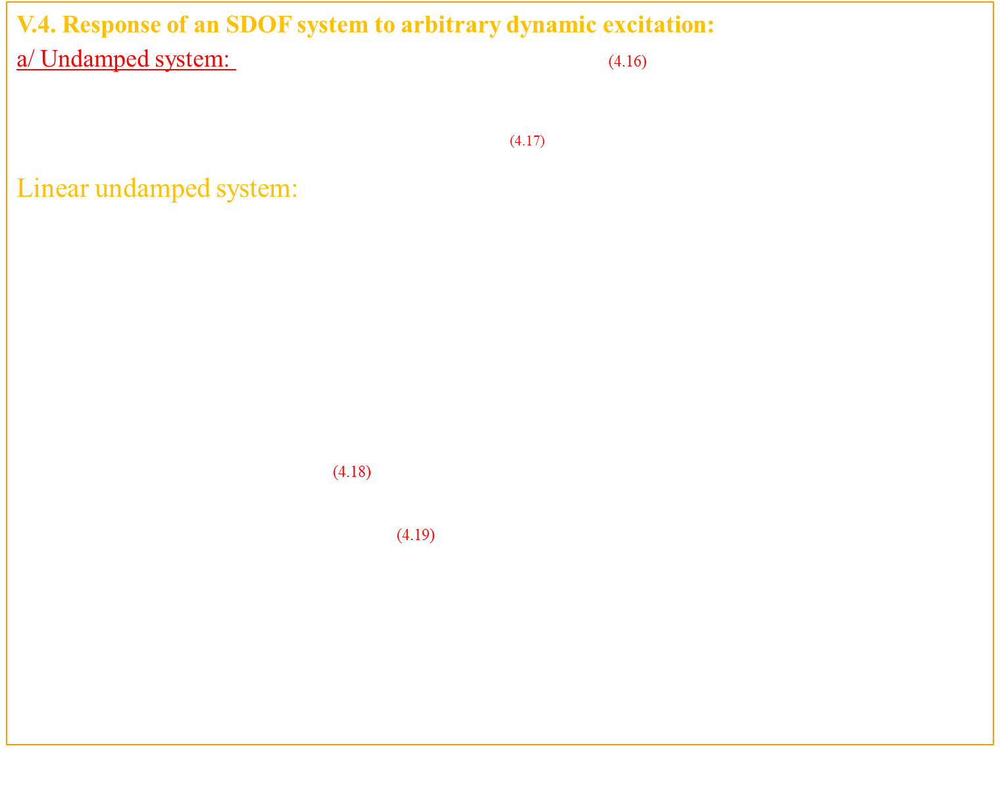 V.4. Response of an SDOF system to arbitrary dynamic excitation:
a/ Undamped system: (4.16)
(4.17)
Linear undamped system:
(4.18)
(4.19)